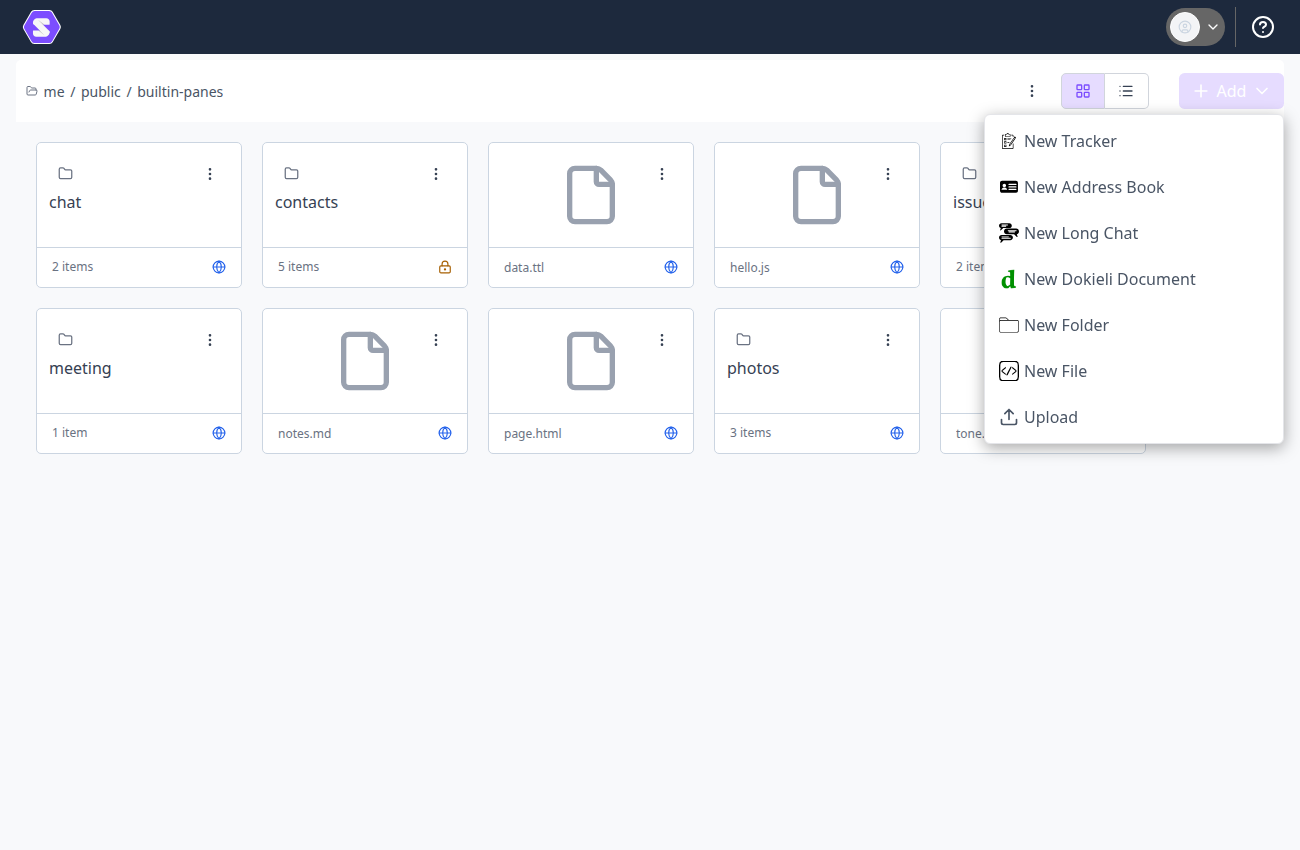 me / public / builtin-panes
Add
New Tracker
New Address Book
New Long Chat
New Dokieli Document
New Folder
New File
Upload
chat
contacts
2 items
5 items
data.ttl
hello.js
meeting
photos
1 item
notes.md
page.html
3 items